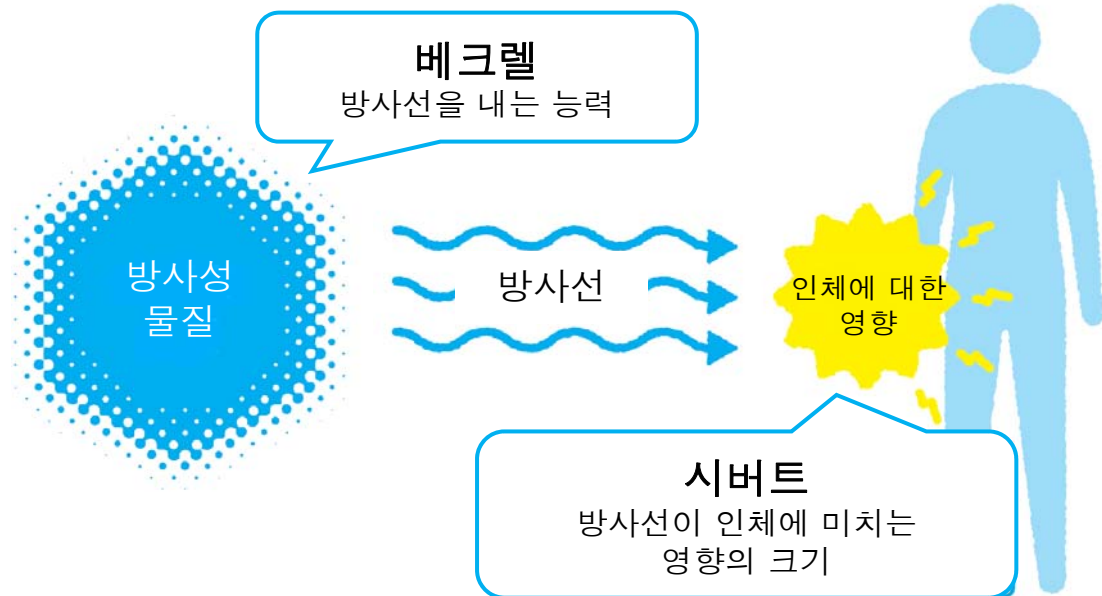 베크렐
방사선을 내는 능력
방사성
물질
방사선
인체에 대한
영향
시버트
방사선이 인체에 미치는
영향의 크기